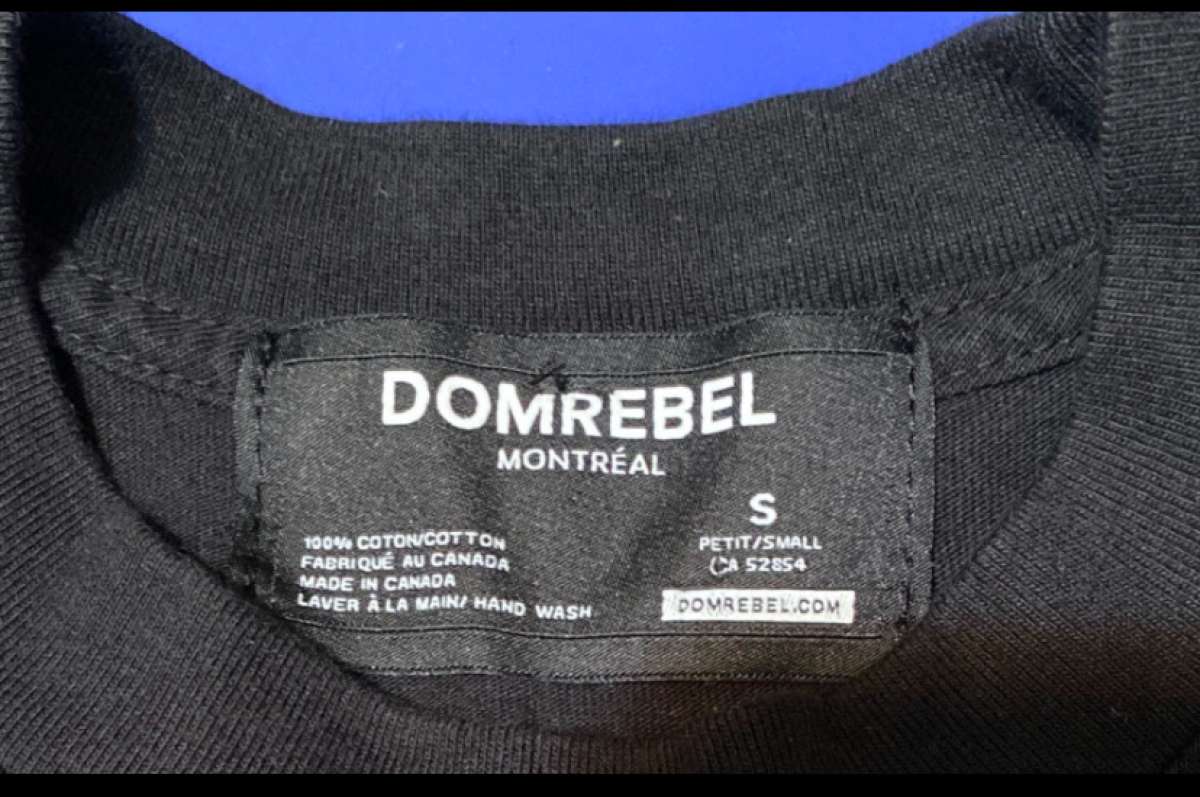 DOMREBEL
MONTRÉAL
S
PETIT/SMALL
CA 52854
DOMREBEL.COM
100% COTON/COTTON
FABRIQUÉ AU CANADA
MADE IN CANADA
LAVER À LA MAIN/ HAND WASH